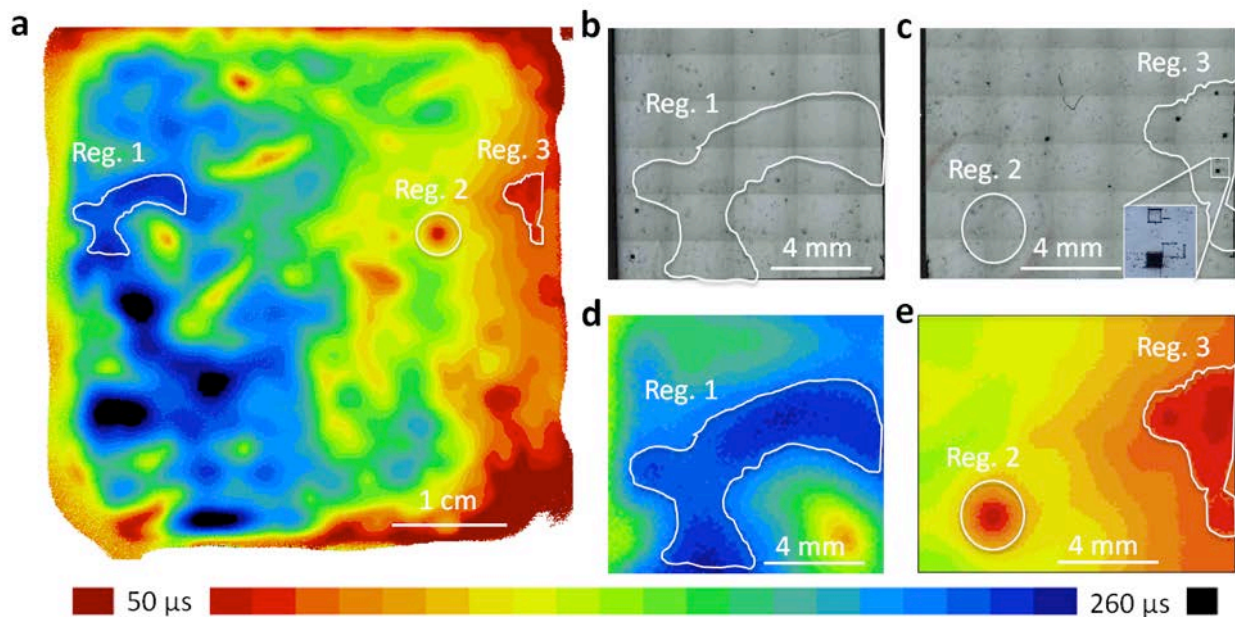 a
Reg. 1
Reg. 3
Reg. 2
1 cm
b
Reg. 1
4 mm
c
Reg. 3
Reg. 2
4 mm
d
Reg. 1
4 mm
e
Reg. 3
Reg. 2
4 mm
50 µs
260 µs